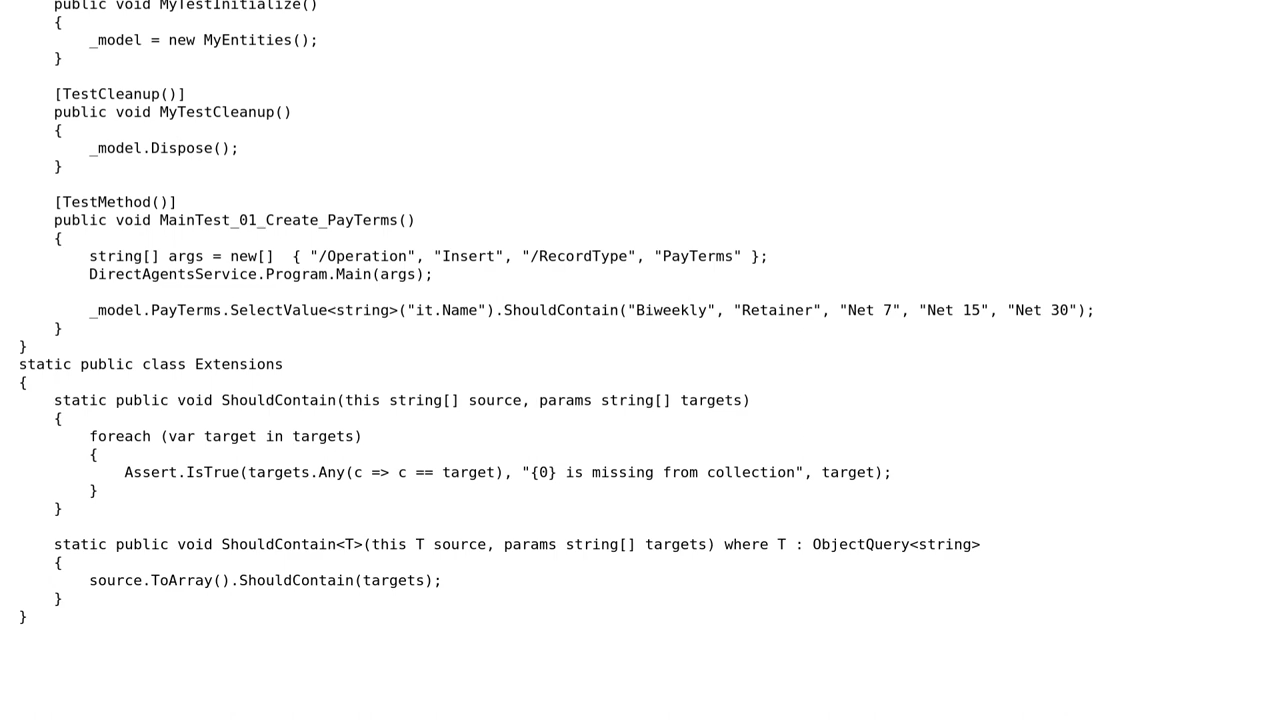 public void MyTestInitialize()
{
_model = new MyEntities();
}
[TestCleanup()]
public void MyTestCleanup()
{
_model.Dispose();
}
[TestMethod()]
public void MainTest_01_Create_PayTerms()
{
string[] args = new[]  { "/Operation", "Insert", "/RecordType", "PayTerms" };
DirectAgentsService.Program.Main(args);
_model.PayTerms.SelectValue<string>("it.Name").ShouldContain("Biweekly", "Retainer", "Net 7", "Net 15", "Net 30");
}
}
static public class Extensions
{
static public void ShouldContain(this string[] source, params string[] targets)
{
foreach (var target in targets)
{
Assert.IsTrue(targets.Any(c => c == target), "{0} is missing from collection", target);
}
}
static public void ShouldContain<T>(this T source, params string[] targets) where T : ObjectQuery<string>
{
source.ToArray().ShouldContain(targets);
}
}